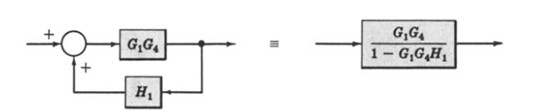 +
G₁G₄
+
H₁
≡
G₁G₄
1 − G₁G₄H₁